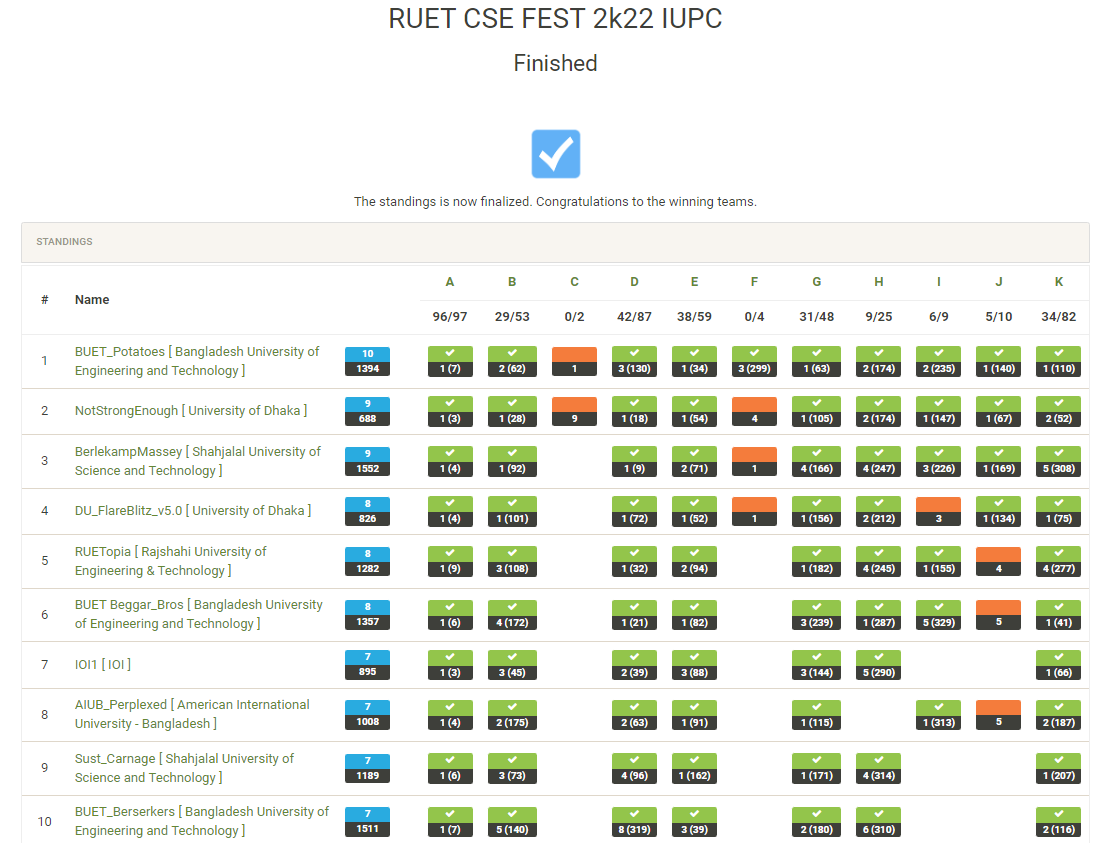 RUET CSE FEST 2k22 IUPC
Finished
The standings is now finalized. Congratulations to the winning teams.
STANDINGS
# Name A B C D E F G H I J K
96/97 29/53 0/2 42/87 38/59 0/4 31/48 9/25 6/9 5/10 34/82
1 BUET_Potatoes [ Bangladesh University of 10
Engineering and Technology ] 1394 1 (7) 2 (62) 1 3 (130) 1 (34) 3 (299) 1 (63) 2 (174) 2 (235) 1 (140) 1 (110)
2 NotStrongEnough [ University of Dhaka ] 9
688 1 (3) 1 (28) 9 1 (18) 1 (54) 4 1 (105) 2 (174) 1 (147) 1 (67) 2 (52)
3 BerlekampMassey [ Shahjalal University of 9
Science and Technology ] 1552 1 (4) 1 (92) 1 (9) 2 (71) 1 4 (166) 4 (247) 3 (226) 1 (169) 5 (308)
4 DU_FlareBlitz_v5.0 [ University of Dhaka ] 8
826 1 (4) 1 (101) 1 (72) 1 (52) 1 1 (156) 2 (212) 3 1 (134) 1 (75)
5 RUETopia [ Rajshahi University of 8
Engineering & Technology ] 1282 1 (9) 3 (108) 1 (32) 2 (94) 1 (182) 4 (245) 1 (155) 4 4 (277)
6 BUET Beggar_Bros [ Bangladesh University 8
of Engineering and Technology ] 1357 1 (6) 4 (172) 1 (21) 1 (82) 3 (239) 1 (287) 5 (329) 5 1 (41)
7 IOI1 [ IOI ] 7
895 1 (3) 3 (45) 2 (39) 3 (88) 3 (144) 5 (290) 1 (66)
8 AIUB_Perplexed [ American International 7
University - Bangladesh ] 1008 1 (4) 2 (175) 2 (63) 1 (91) 1 (115) 1 (313) 5 2 (187)
9 Sust_Carnage [ Shahjalal University of 7
Science and Technology ] 1189 1 (6) 3 (73) 4 (96) 1 (162) 1 (171) 4 (314) 1 (207)
10 BUET_Berserkers [ Bangladesh University of 7
Engineering and Technology ] 1511 1 (7) 5 (140) 8 (319) 3 (39) 2 (180) 6 (310) 2 (116)